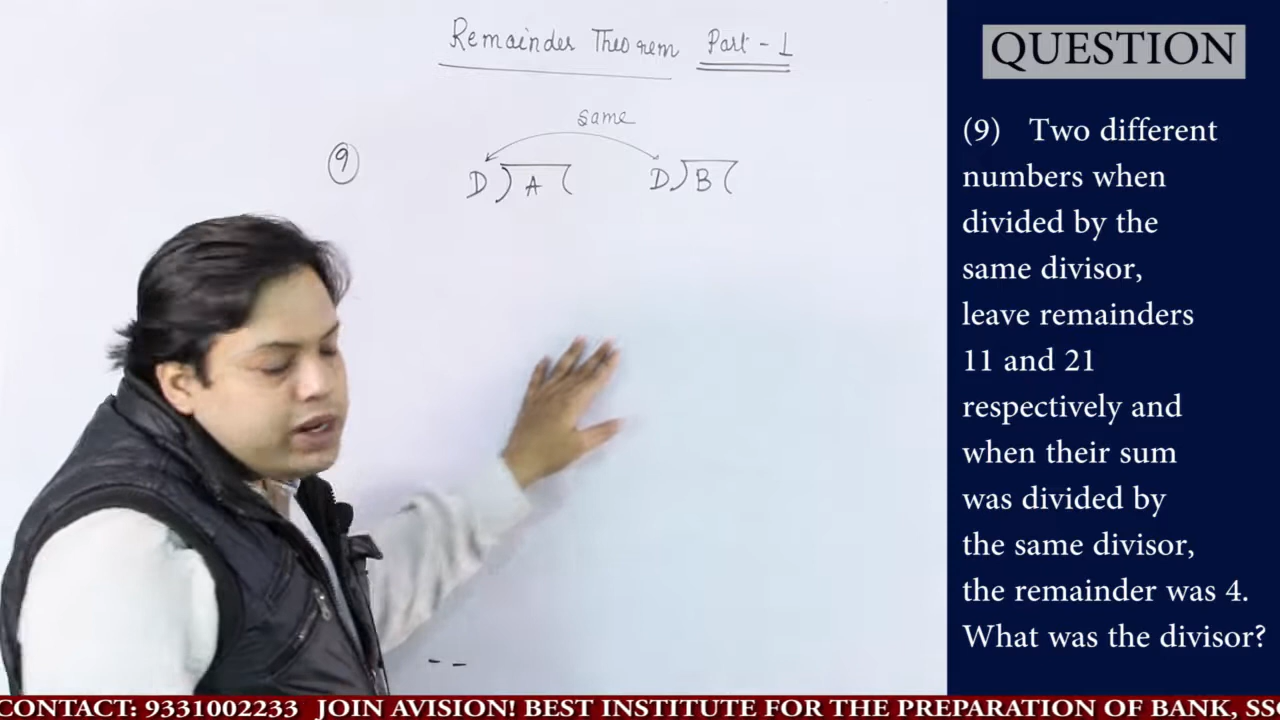 Remainder Theorem Part - 1
same
9 D) A ( D) B (
QUESTION
(9) Two different
numbers when
divided by the
same divisor,
leave remainders
11 and 21
respectively and
when their sum
was divided by
the same divisor,
the remainder was 4.
What was the divisor?
CONTACT: 9331002233 JOIN AVISION! BEST INSTITUTE FOR THE PREPARATION OF BANK, SSC